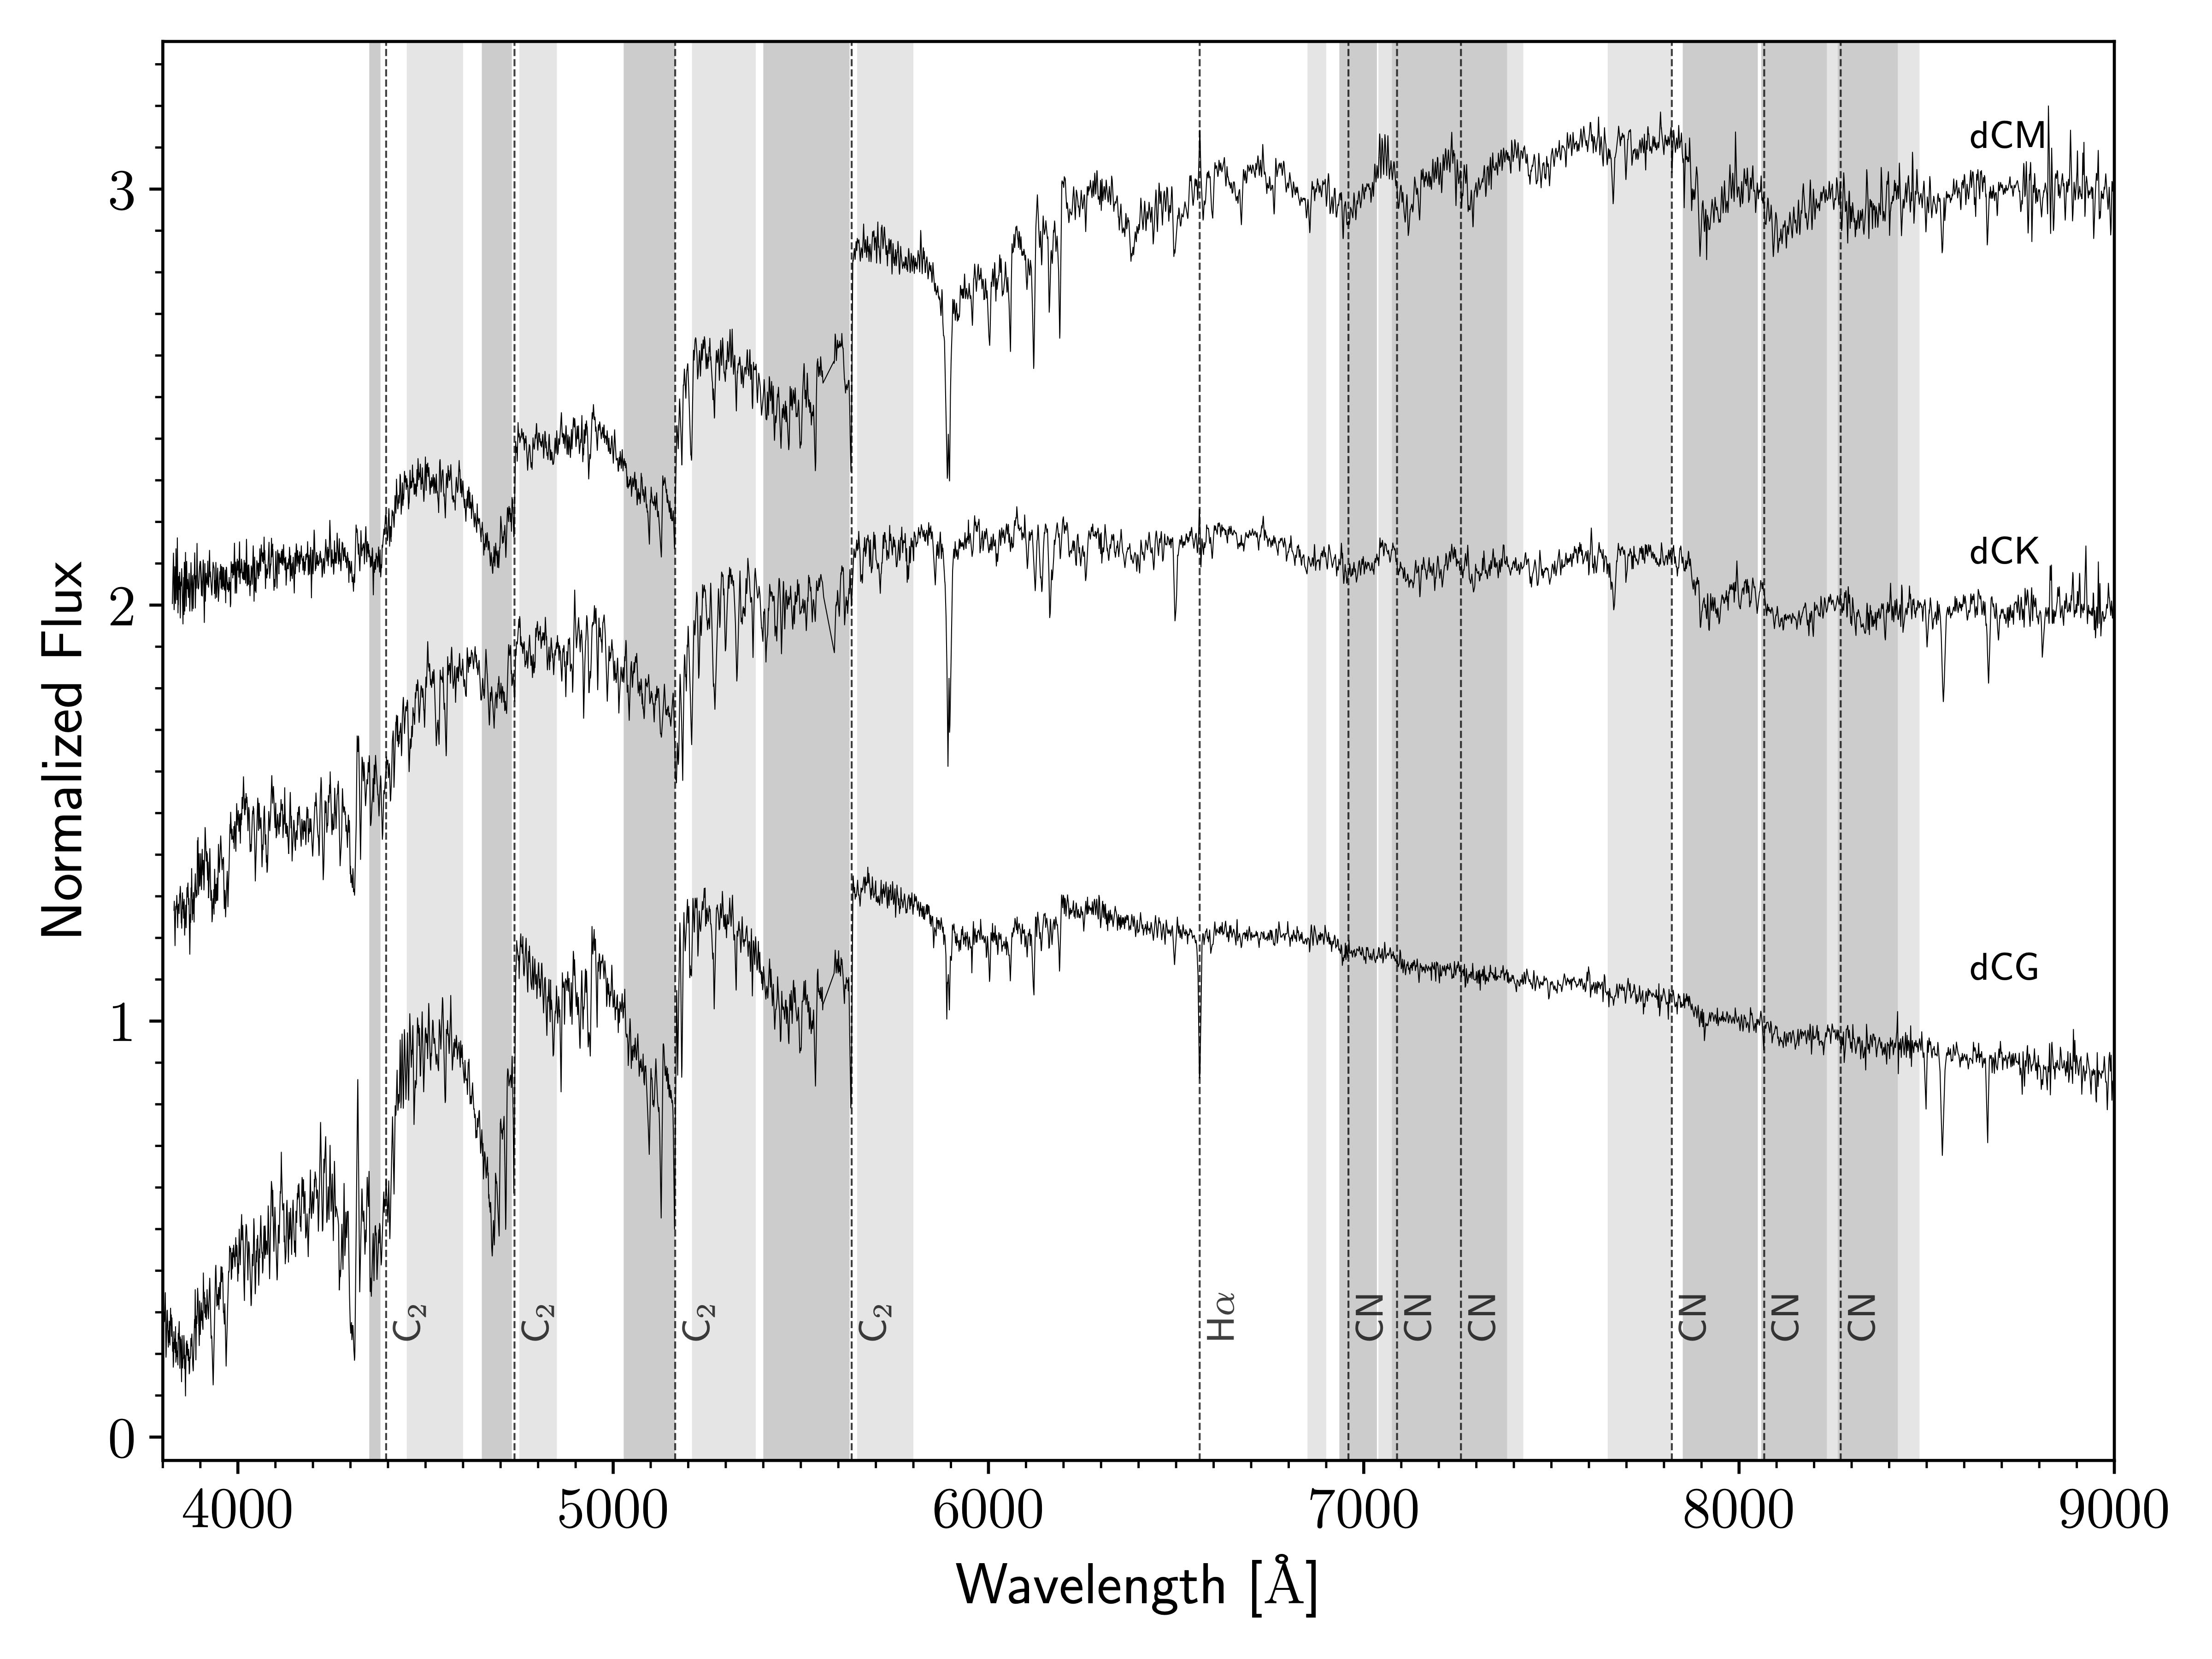 Normalized Flux
3
2
1
0
dCM
dCK
dCG
C₂
C₂
C₂
C₂
Hα
CN
CN
CN
CN
CN
CN
4000
5000
6000
7000
8000
9000
Wavelength [Å]